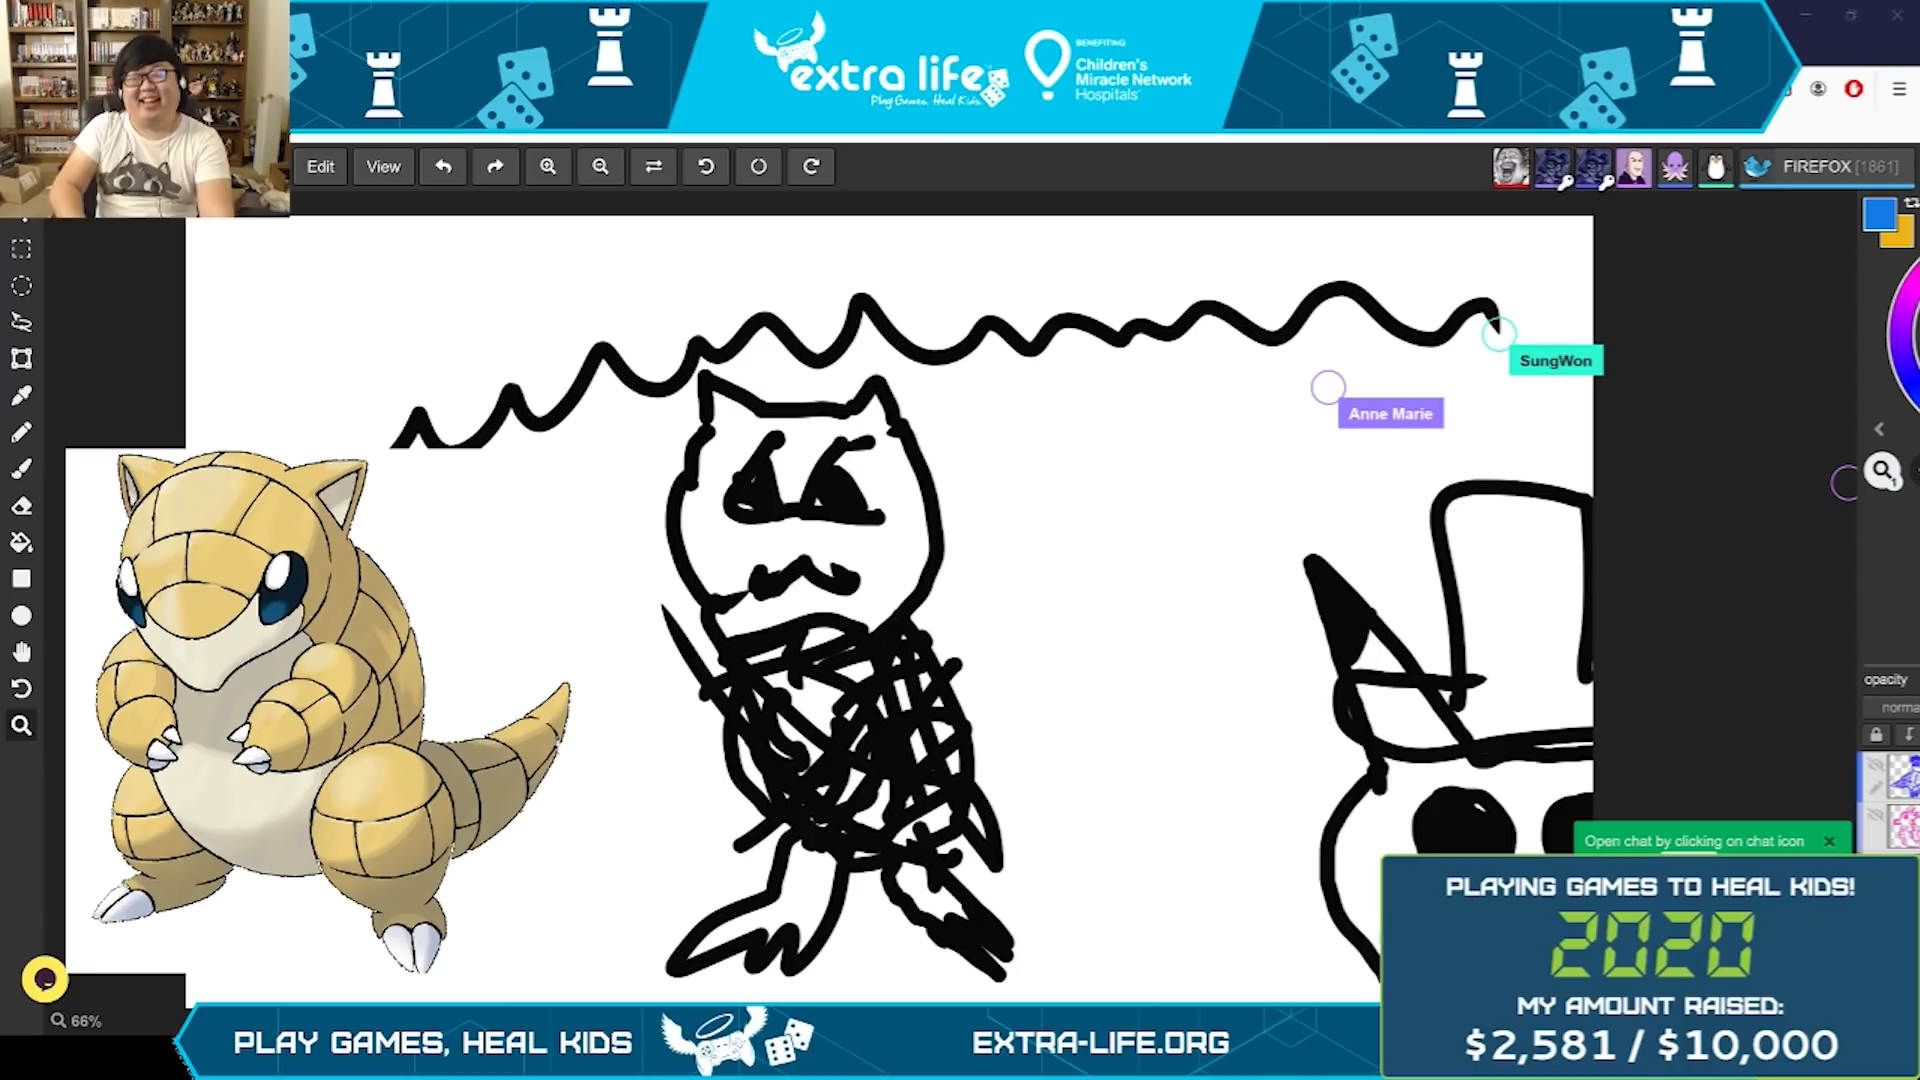 extra life
Play Games. Heal Kids.
BENEFITING
Children's
Miracle Network
Hospitals
Edit
View
FIREFOX [1861]
SungWon
Anne Marie
opacity
norma
Open chat by clicking on chat icon
PLAYING GAMES TO HEAL KIDS!
2020
MY AMOUNT RAISED:
$2,581 / $10,000
66%
PLAY GAMES, HEAL KIDS
EXTRA-LIFE.ORG